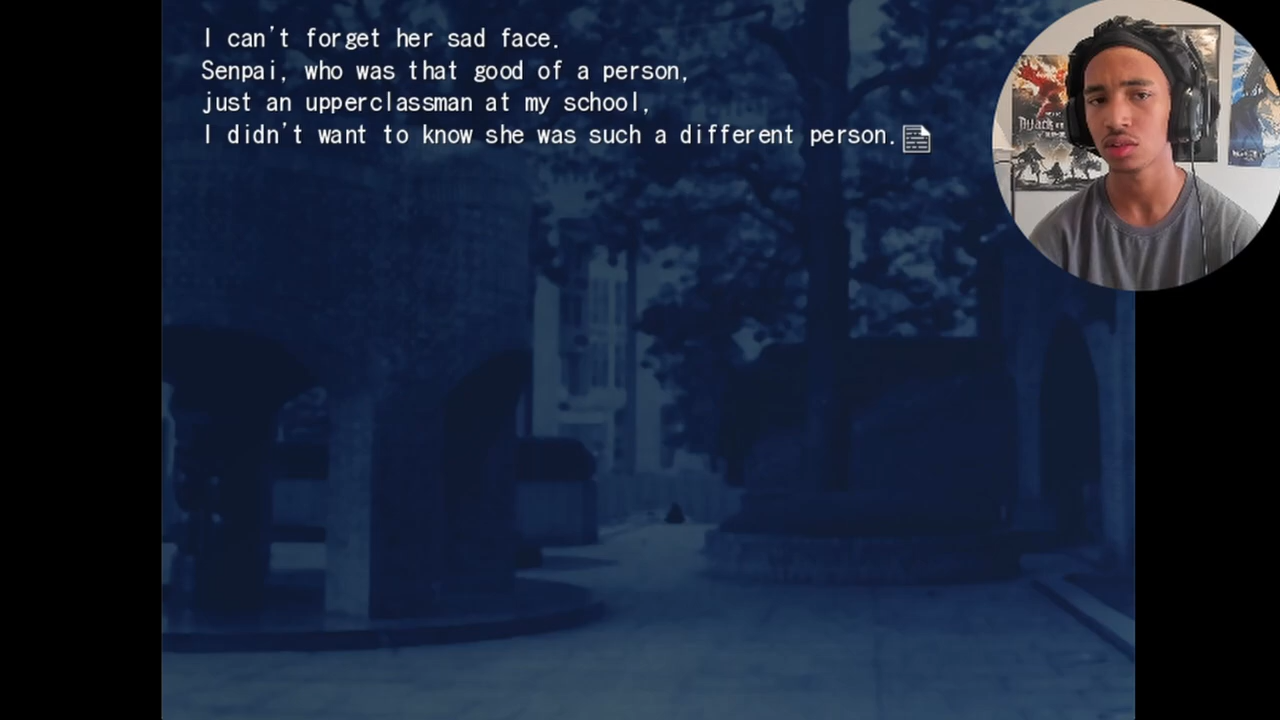 I can't forget her sad face.
Senpai, who was that good of a person,
just an upperclassman at my school,
I didn't want to know she was such a different person.